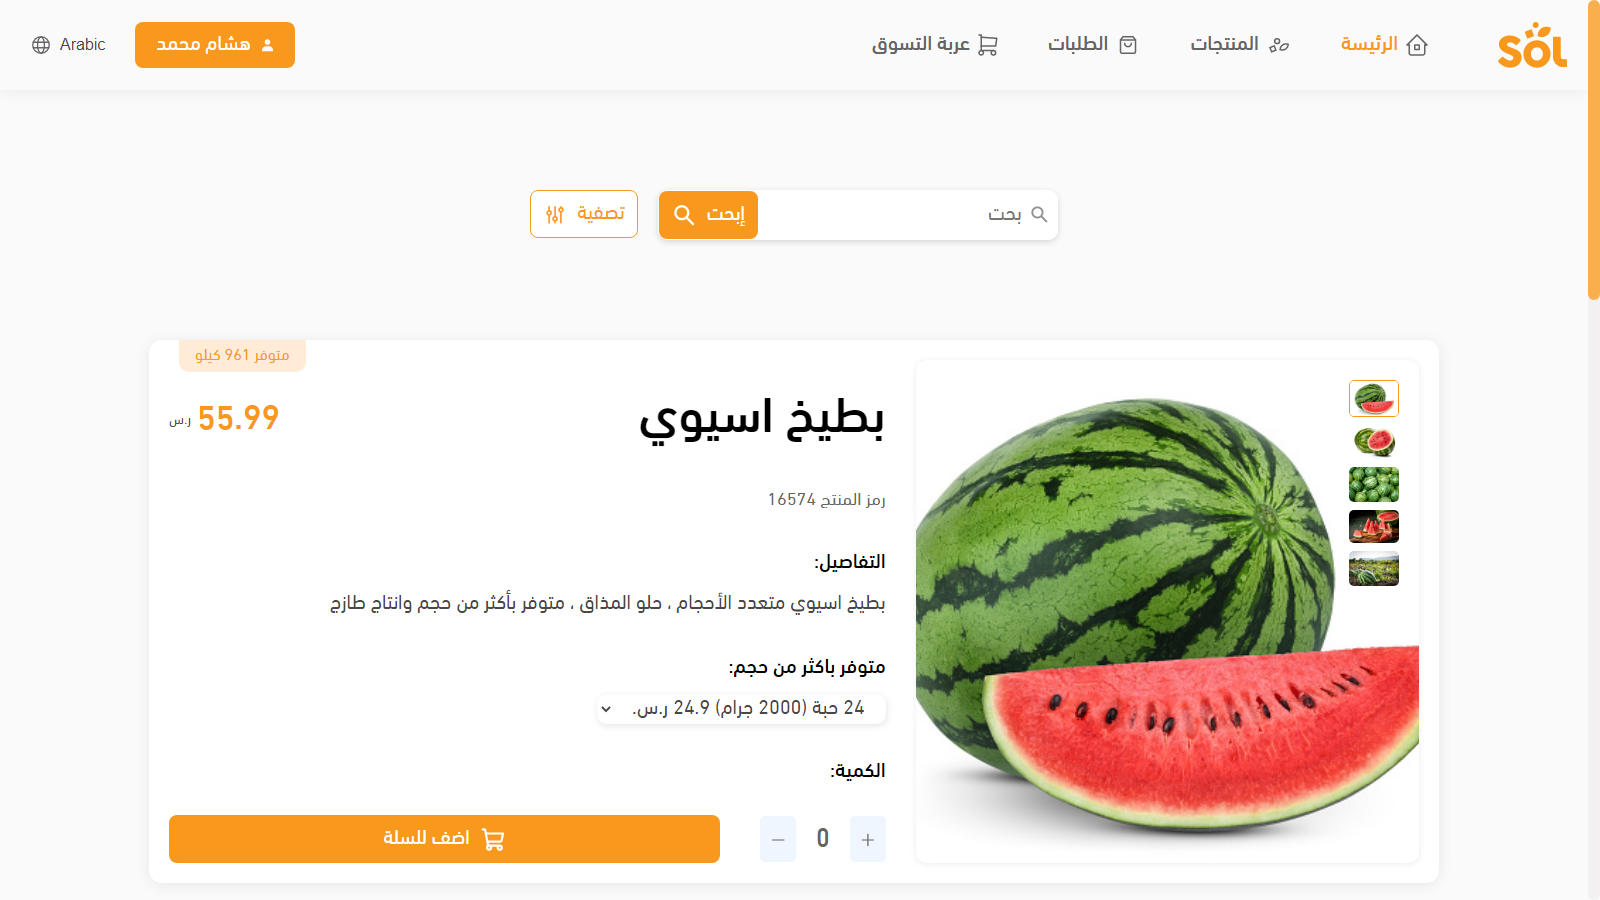 SOL
الرئيسة
المنتجات
الطلبات
عربة التسوق
هشام محمد
Arabic
بحث
إبحث
تصفية
متوفر 961 كيلو
بطيخ اسيوي
55.99 ر.س
رمز المنتج 16574
التفاصيل:
بطيخ اسيوي متعدد الأحجام ، حلو المذاق ، متوفر بأكثر من حجم وانتاج طازج
متوفر باكثر من حجم:
24 حبة (2000 جرام) 24.9 ر.س.
الكمية:
+ 0 −
اضف للسلة